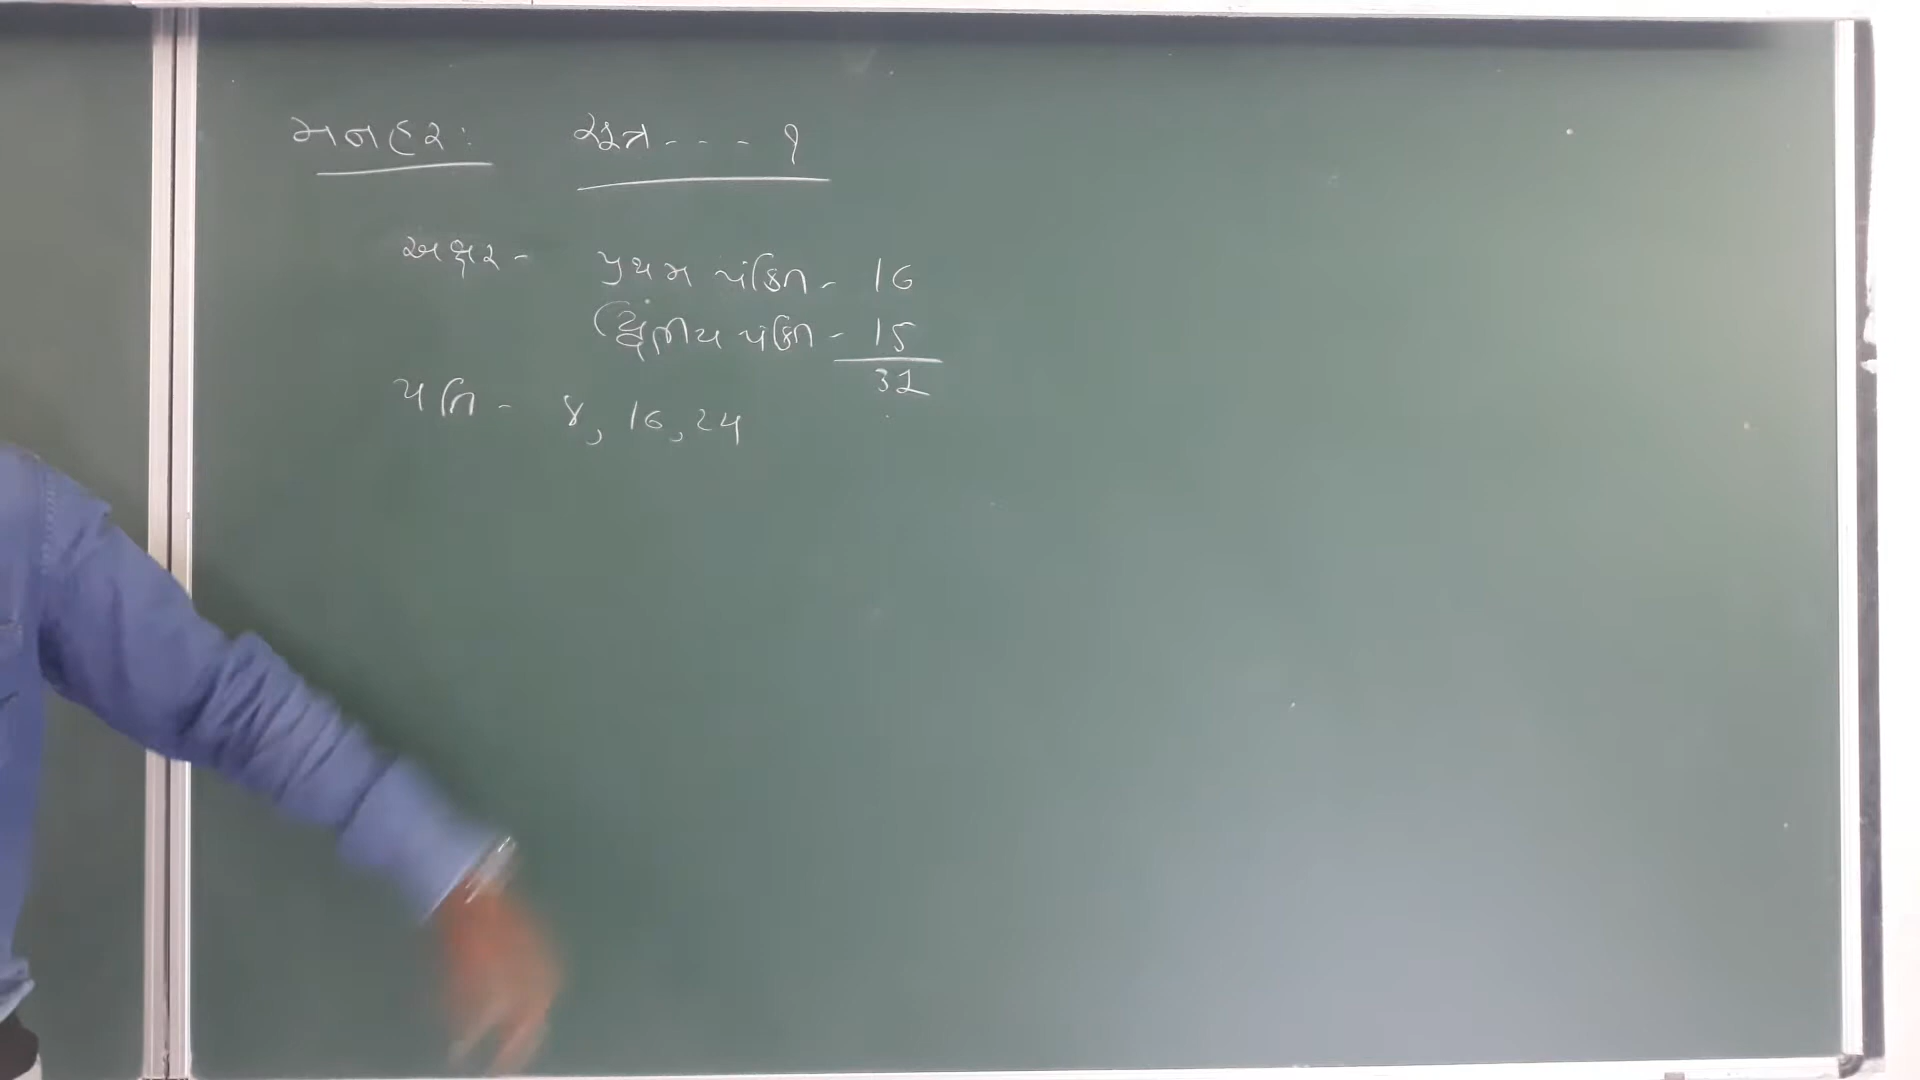 મનહર : સૂત્ર - - - ૧
અક્ષર - પ્રથમ પંક્તિ - 16
દ્વિતીય પંક્તિ - 15
31
યતિ - 8, 16, 24